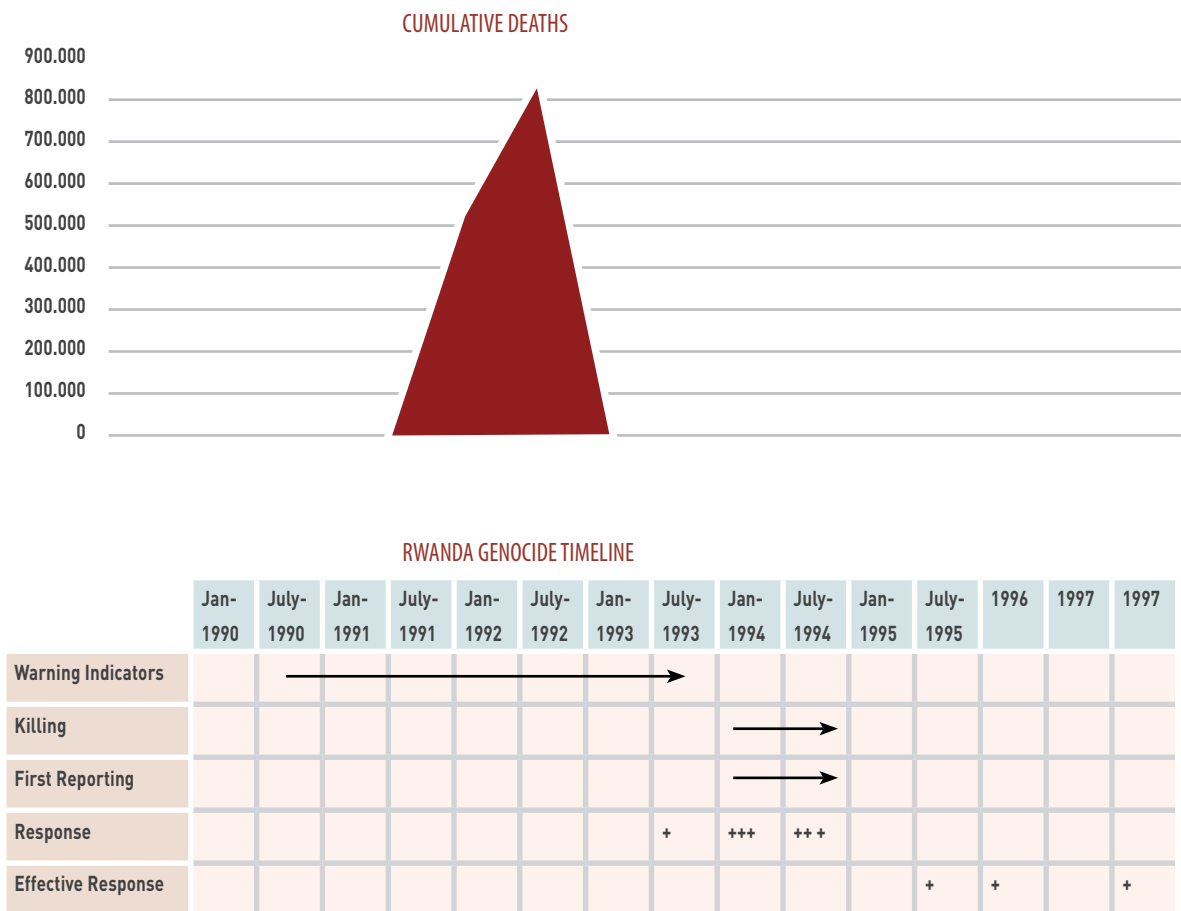 CUMULATIVE DEATHS
900.000
800.000
700.000
600.000
500.000
400.000
300.000
200.000
100.000
0
RWANDA GENOCIDE TIMELINE
Jan- July- Jan- July- Jan- July- Jan- July- Jan- July- Jan- July- 1996 1997 1997
1990 1990 1991 1991 1992 1992 1993 1993 1994 1994 1995 1995
Warning Indicators
Killing
First Reporting
Response + +++ ++ +
Effective Response + + +